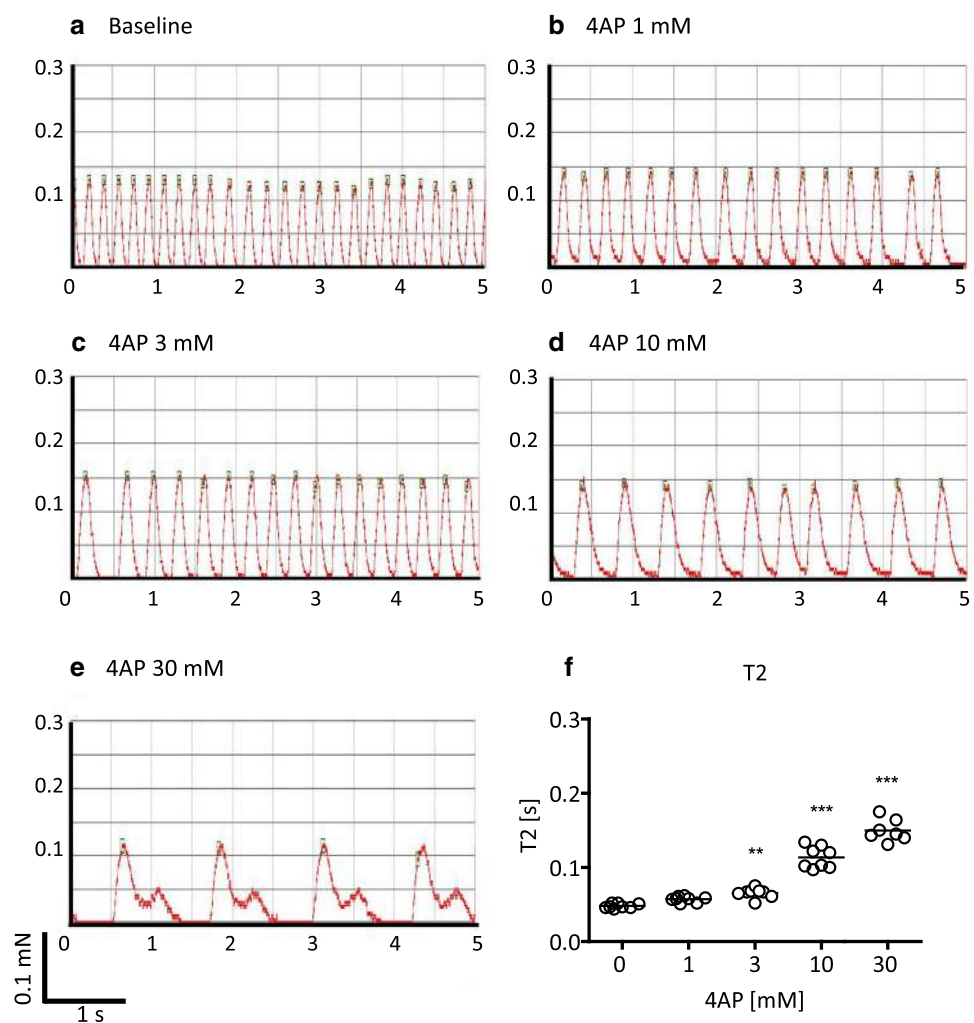 a Baseline
0.3
0.2
0.1
0 1 2 3 4 5
b 4AP 1 mM
0.3
0.2
0.1
0 1 2 3 4 5
c 4AP 3 mM
0.3
0.2
0.1
0 1 2 3 4 5
d 4AP 10 mM
0.3
0.2
0.1
0 1 2 3 4 5
e 4AP 30 mM
0.3
0.2
0.1
0 1 2 3 4 5
0.1 mN
1 s
f T2
T2 [s]
0.3
0.2
0.1
0.0
**
***
***
0 1 3 10 30
4AP [mM]